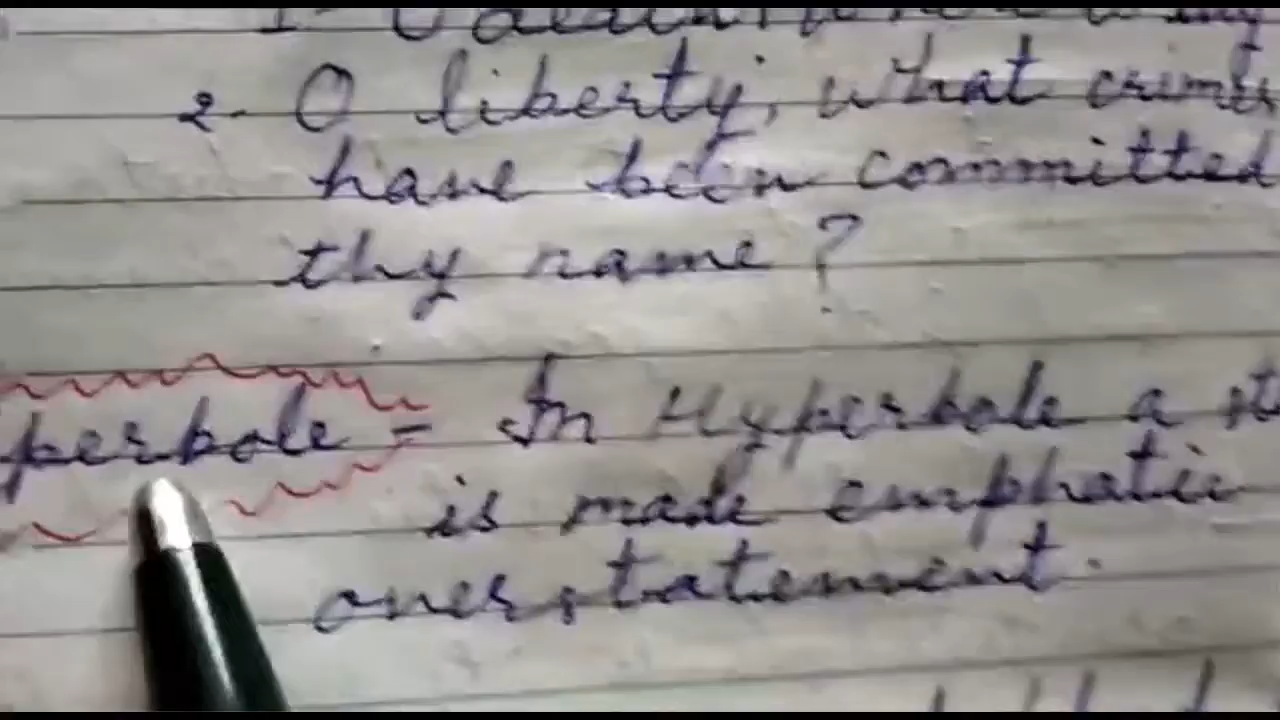 2- O liberty, what crimes
have been committed
thy name?
perbole = In Hyperbole a st
is made emphatic
overstatement.